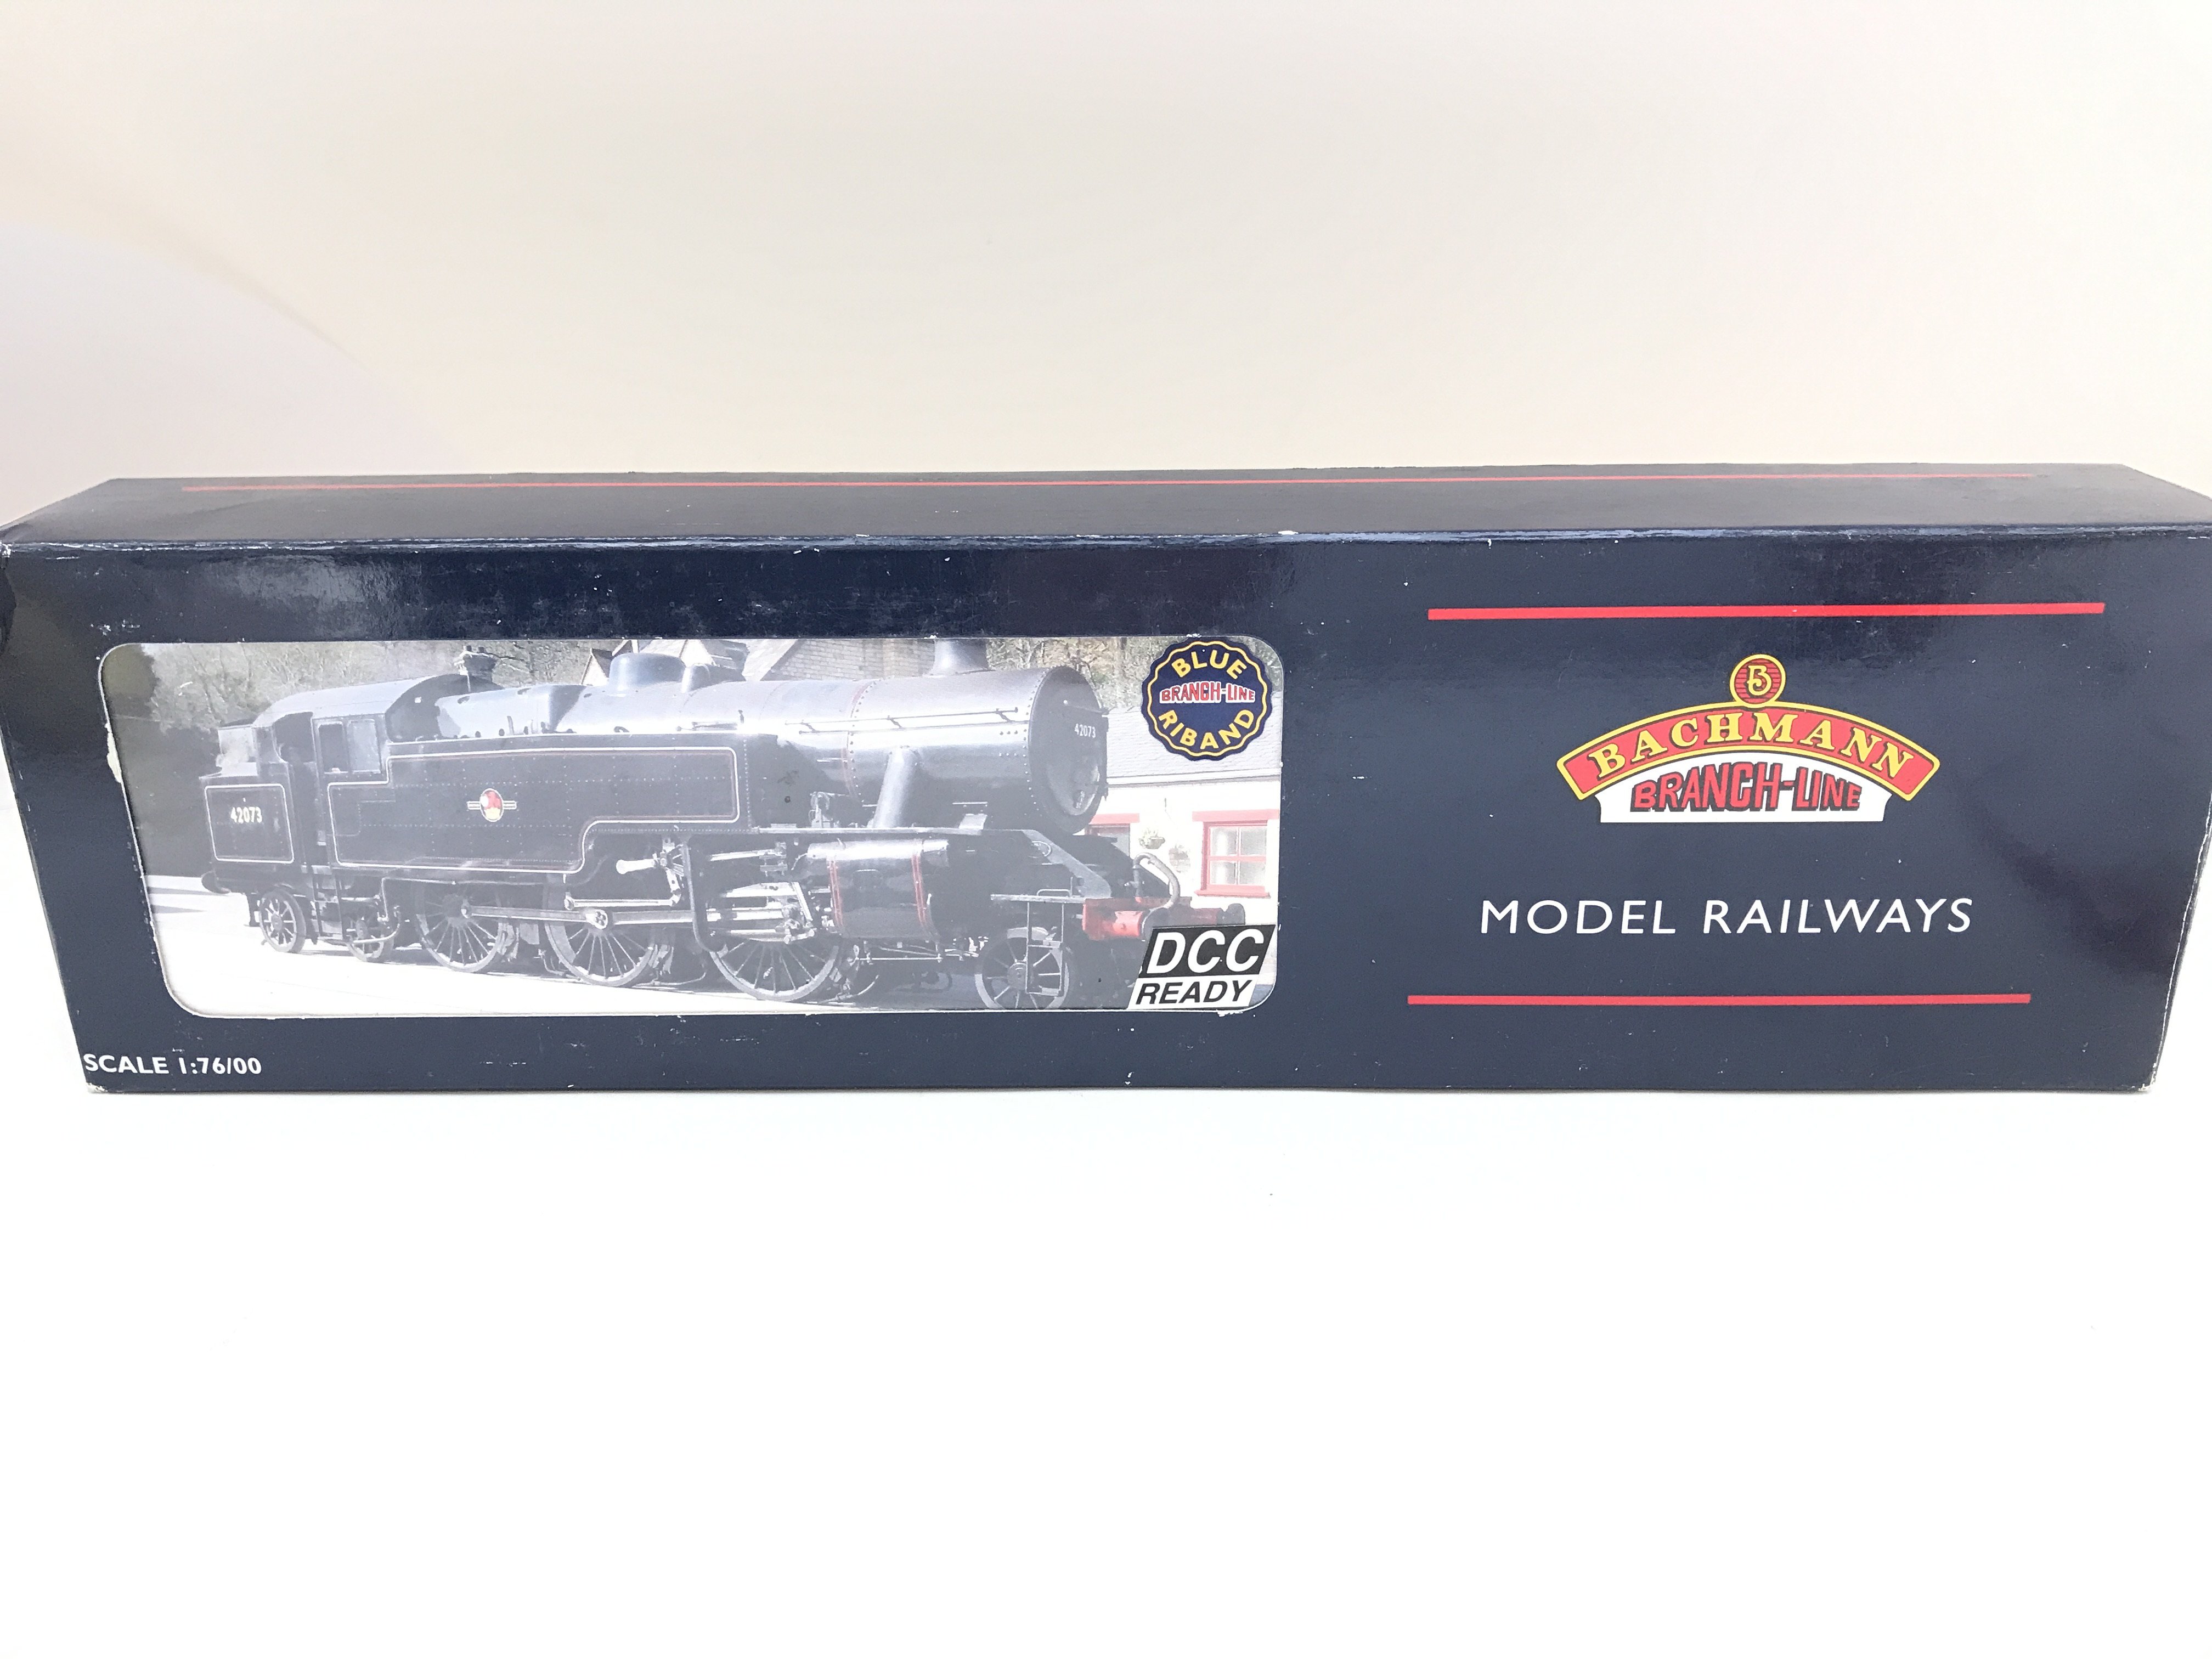 BLUE
BRANCH-LINE
RIBAND
42073
42073
DCC
READY
SCALE 1:76/00
B
BACHMANN
BRANCH-LINE
MODEL RAILWAYS